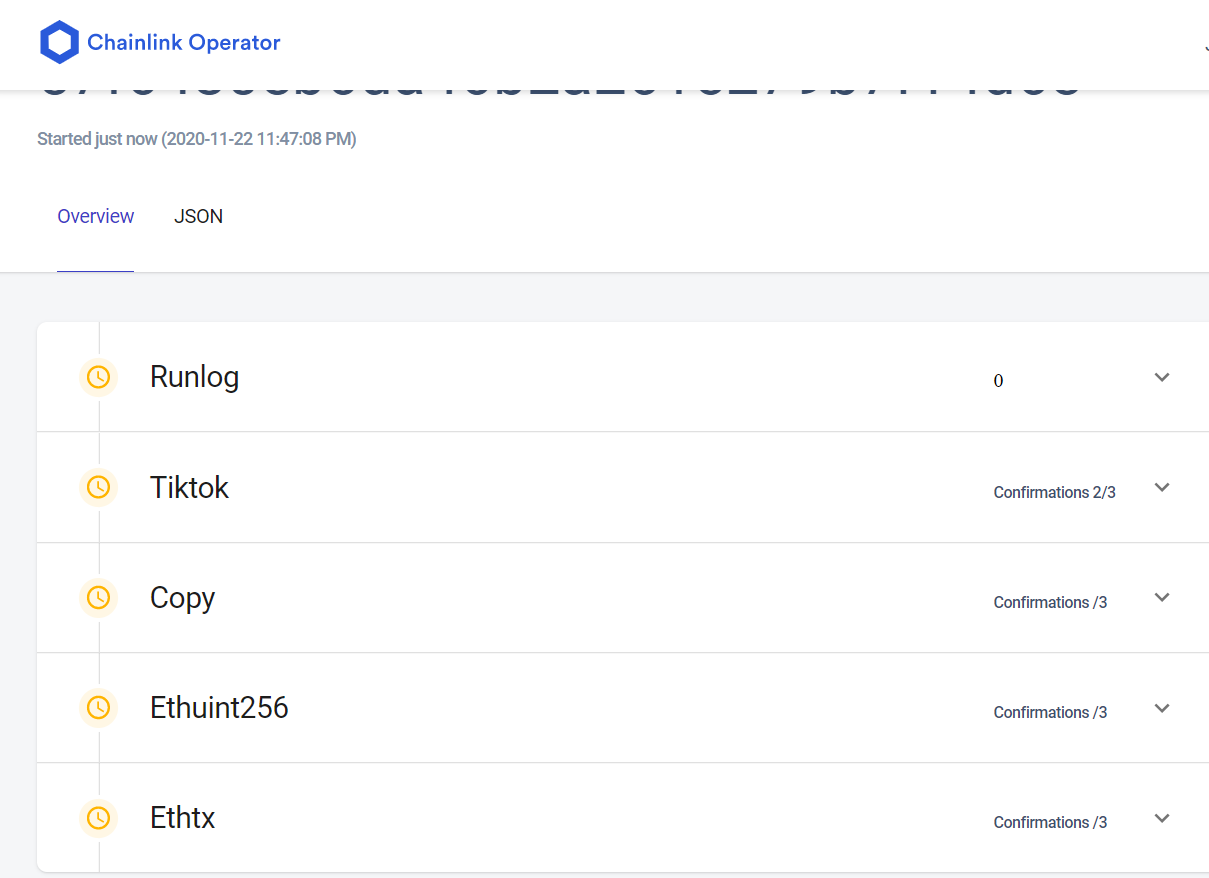 Chainlink Operator
Started just now (2020-11-22 11:47:08 PM)
Overview JSON
Runlog 0
Tiktok Confirmations 2/3
Copy Confirmations /3
Ethuint256 Confirmations /3
Ethtx Confirmations /3